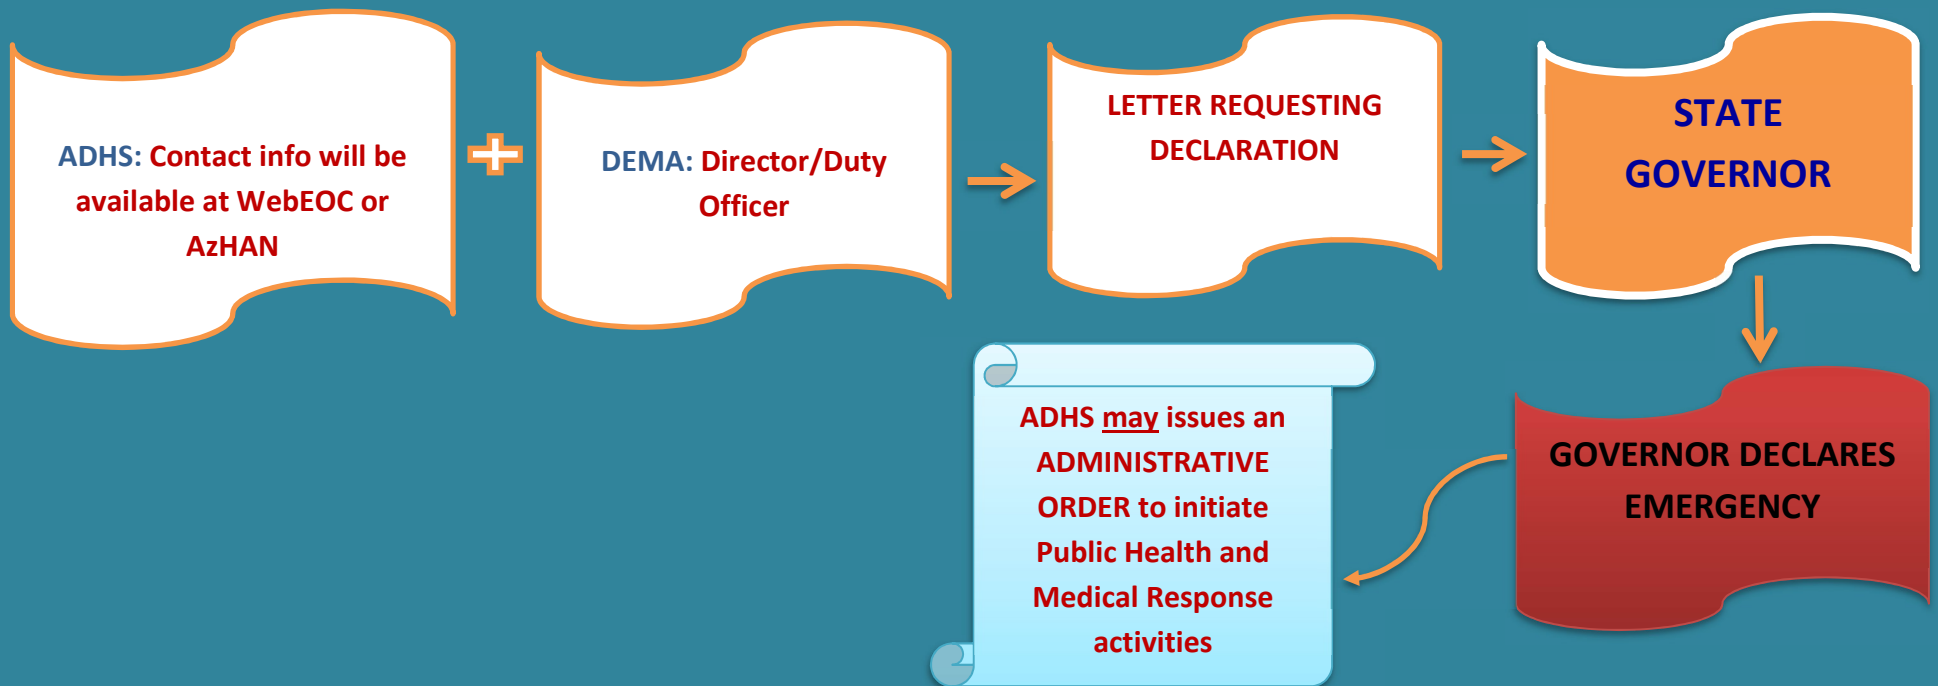 ADHS: Contact info will be
available at WebEOC or
AzHAN
DEMA: Director/Duty
Officer
LETTER REQUESTING
DECLARATION
STATE
GOVERNOR
GOVERNOR DECLARES
EMERGENCY
ADHS may issues an
ADMINISTRATIVE
ORDER to initiate
Public Health and
Medical Response
activities